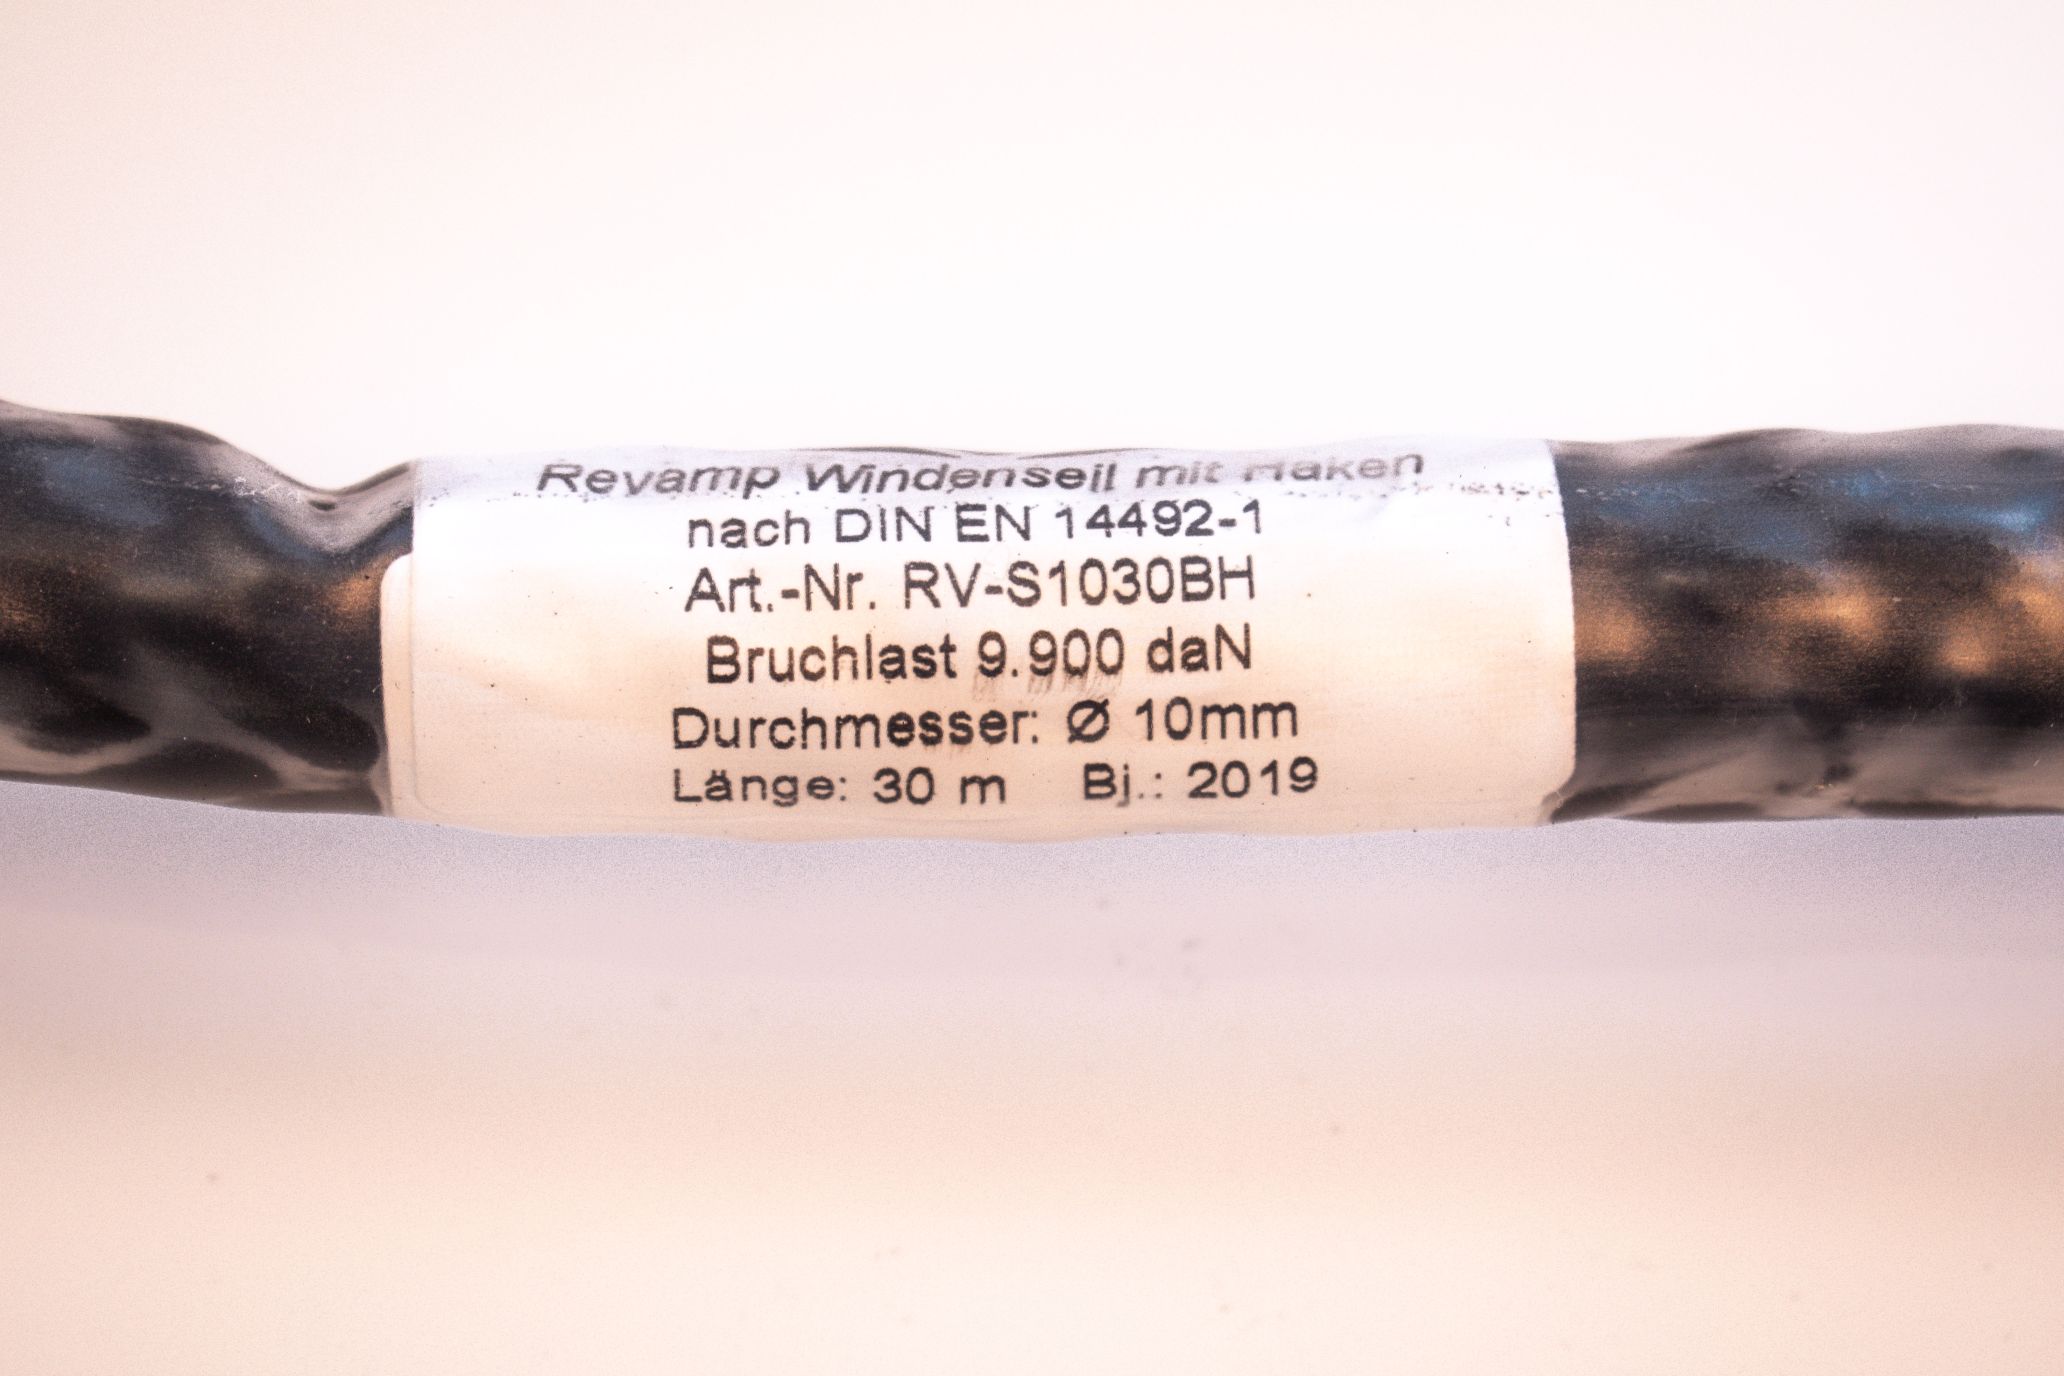 Revamp Windenseil mit Haken
nach DIN EN 14492-1
Art.-Nr. RV-S1030BH
Bruchlast 9.900 daN
Durchmesser: Ø 10mm
Länge: 30 m Bj.: 2019